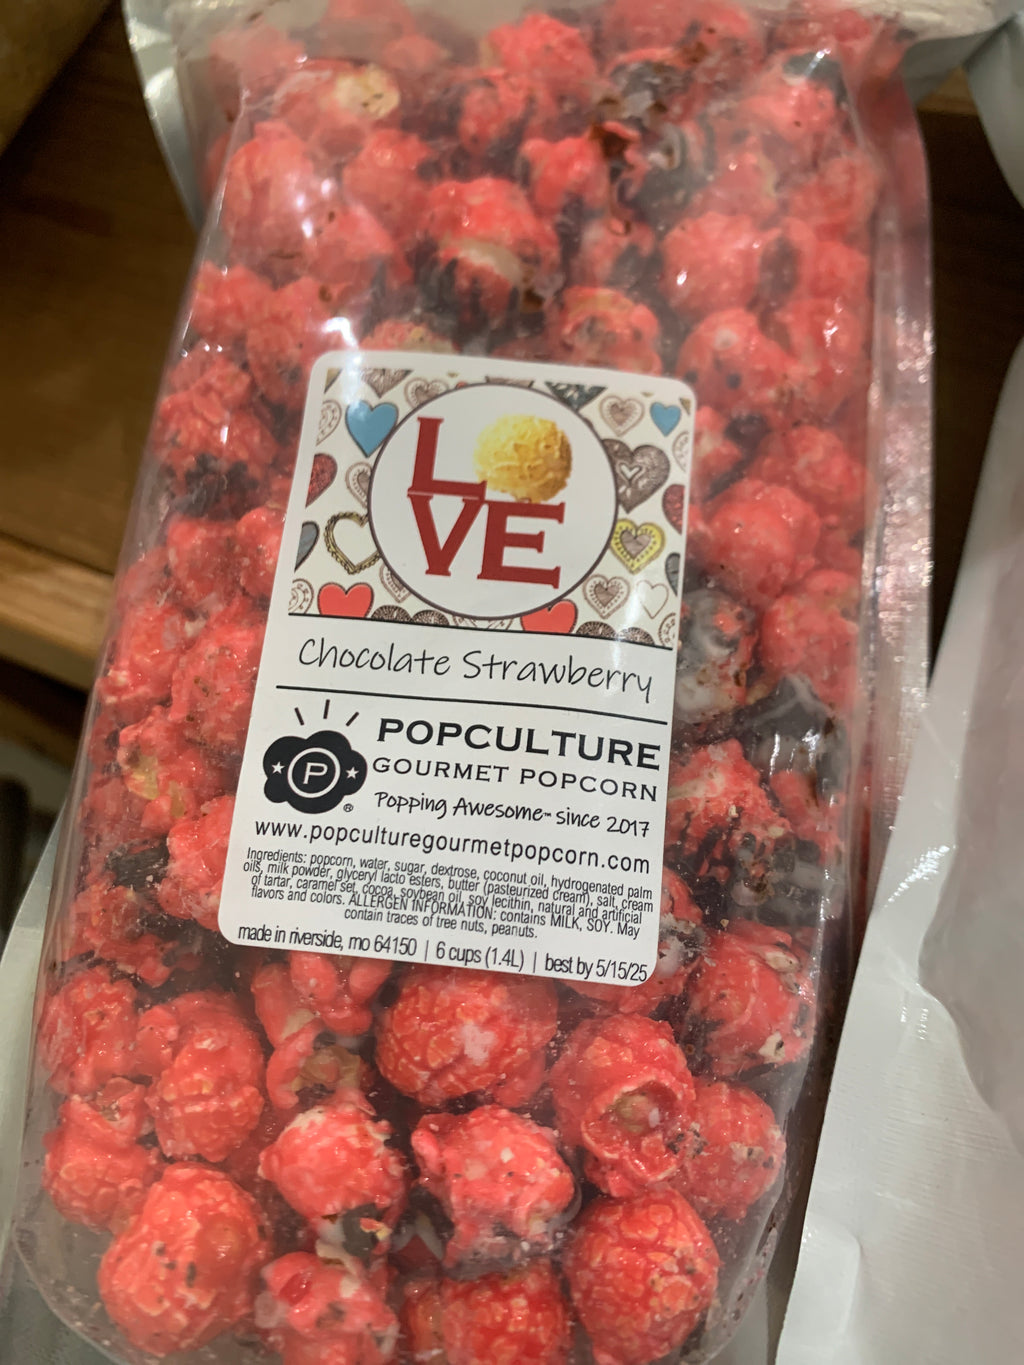 LOVE
Chocolate Strawberry
P
POPCULTURE
GOURMET POPCORN
®
Popping Awesome™ since 2017
www.popculturegourmetpopcorn.com
Ingredients: popcorn, water, sugar, dextrose, coconut oil, hydrogenated palm
oils, milk powder, glyceryl lacto esters, butter (pasteurized cream), salt, cream
of tartar, caramel set, cocoa, soybean oil, soy lecithin, natural and artificial
flavors and colors. ALLERGEN INFORMATION: contains MILK, SOY. May
contain traces of tree nuts, peanuts.
made in riverside, mo 64150 | 6 cups (1.4L) | best by 5/15/25